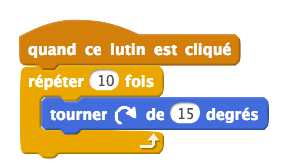 quand ce lutin est cliqué
répéter 10 fois
tourner de 15 degrés